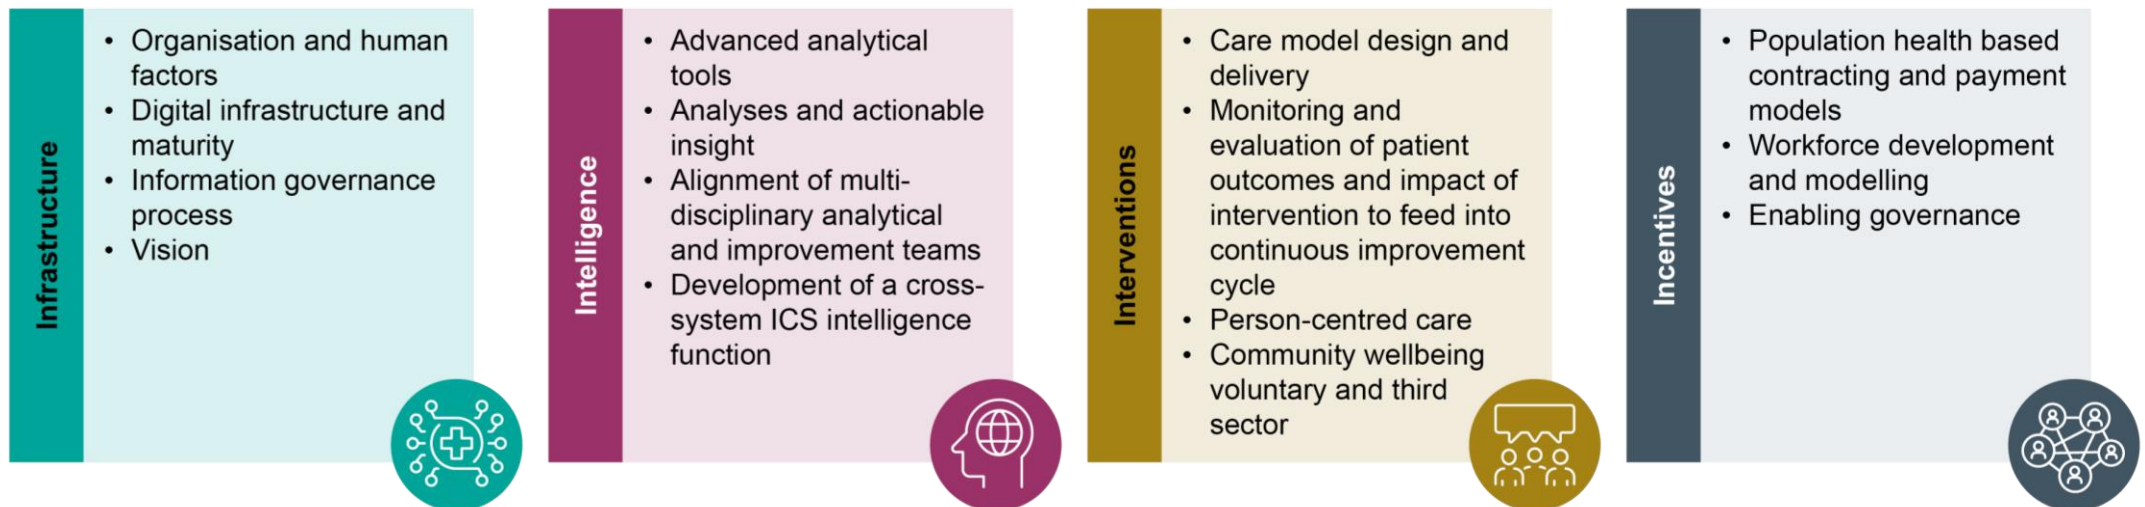 Infrastructure
• Organisation and human
factors
• Digital infrastructure and
maturity
• Information governance
process
• Vision
Intelligence
• Advanced analytical
tools
• Analyses and actionable
insight
• Alignment of multi-
disciplinary analytical
and improvement teams
• Development of a cross-
system ICS intelligence
function
Interventions
• Care model design and
delivery
• Monitoring and
evaluation of patient
outcomes and impact of
intervention to feed into
continuous improvement
cycle
• Person-centred care
• Community wellbeing
voluntary and third
sector
Incentives
• Population health based
contracting and payment
models
• Workforce development
and modelling
• Enabling governance